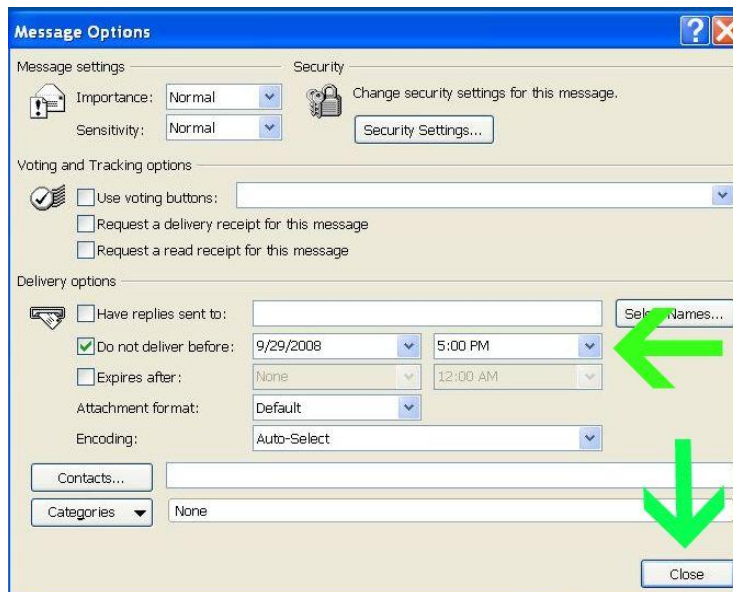 Message Options
Message settings
Security
Importance: Normal
Change security settings for this message.
Sensitivity: Normal
Security Settings...
Voting and Tracking options
Use voting buttons:
Request a delivery receipt for this message
Request a read receipt for this message
Delivery options
Have replies sent to:
Select Names...
Do not deliver before: 9/29/2008 5:00 PM
Expires after: None 12:00 AM
Attachment format: Default
Encoding: Auto-Select
Contacts...
Categories None
Close